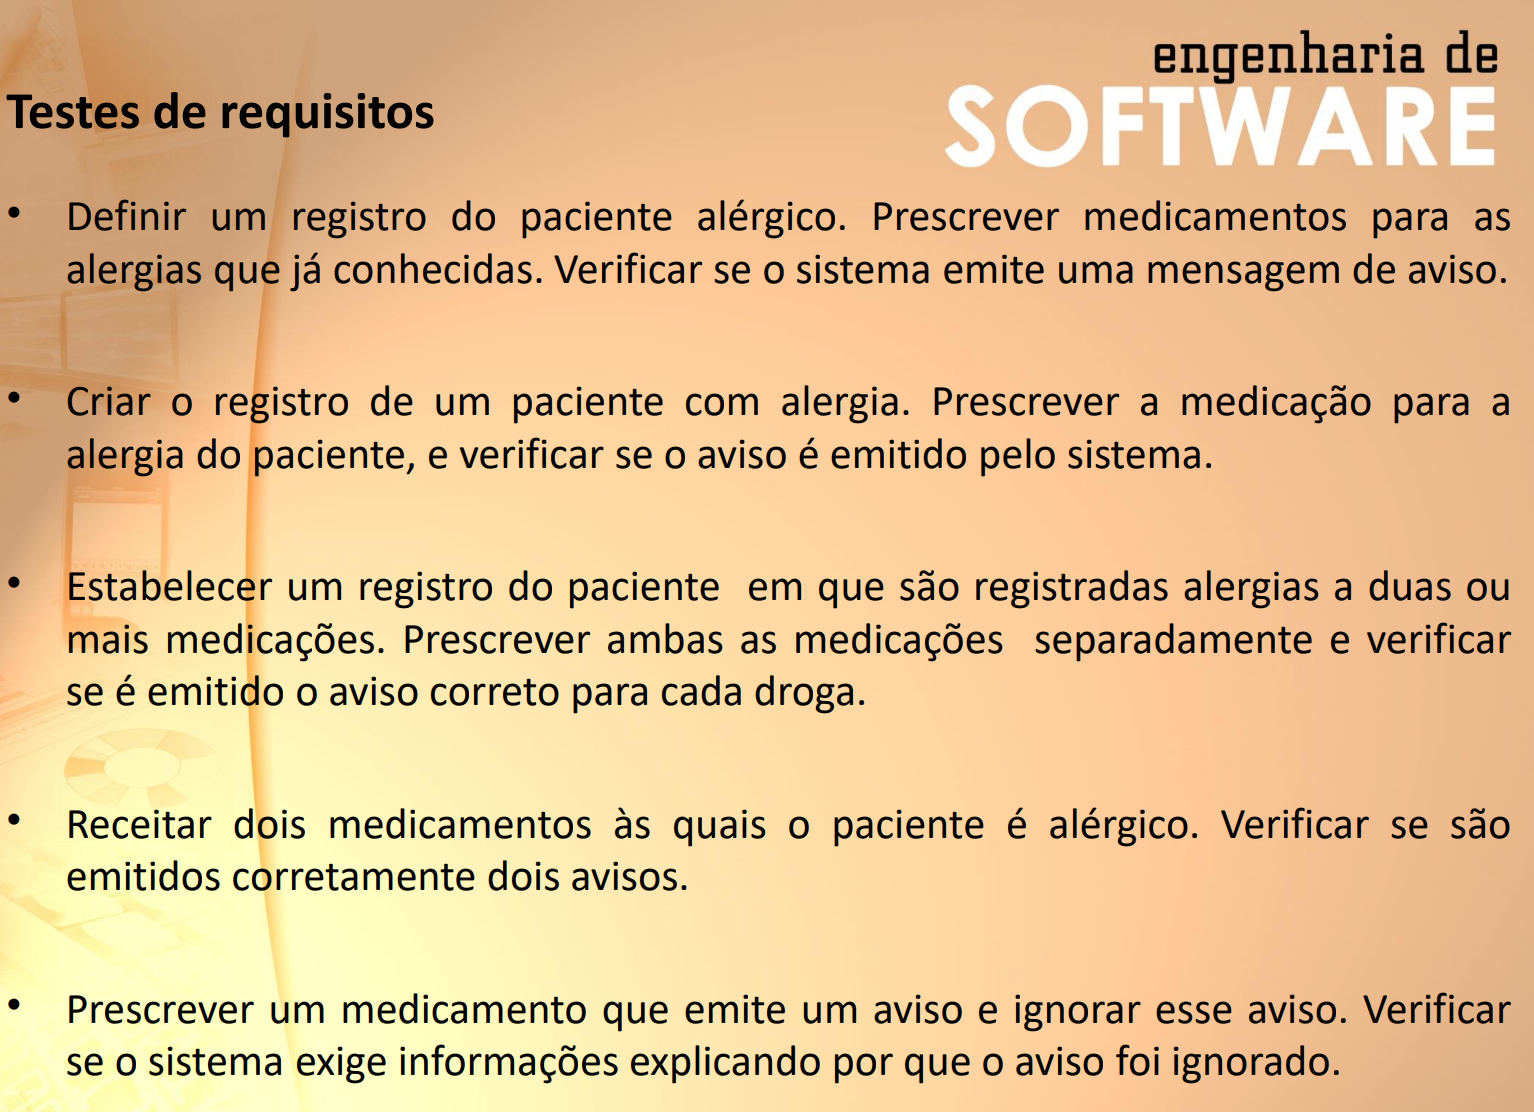 engenharia de
SOFTWARE
Testes de requisitos
• Definir um registro do paciente alérgico. Prescrever medicamentos para as
alergias que já conhecidas. Verificar se o sistema emite uma mensagem de aviso.
• Criar o registro de um paciente com alergia. Prescrever a medicação para a
alergia do paciente, e verificar se o aviso é emitido pelo sistema.
• Estabelecer um registro do paciente em que são registradas alergias a duas ou
mais medicações. Prescrever ambas as medicações separadamente e verificar
se é emitido o aviso correto para cada droga.
• Receitar dois medicamentos às quais o paciente é alérgico. Verificar se são
emitidos corretamente dois avisos.
• Prescrever um medicamento que emite um aviso e ignorar esse aviso. Verificar
se o sistema exige informações explicando por que o aviso foi ignorado.